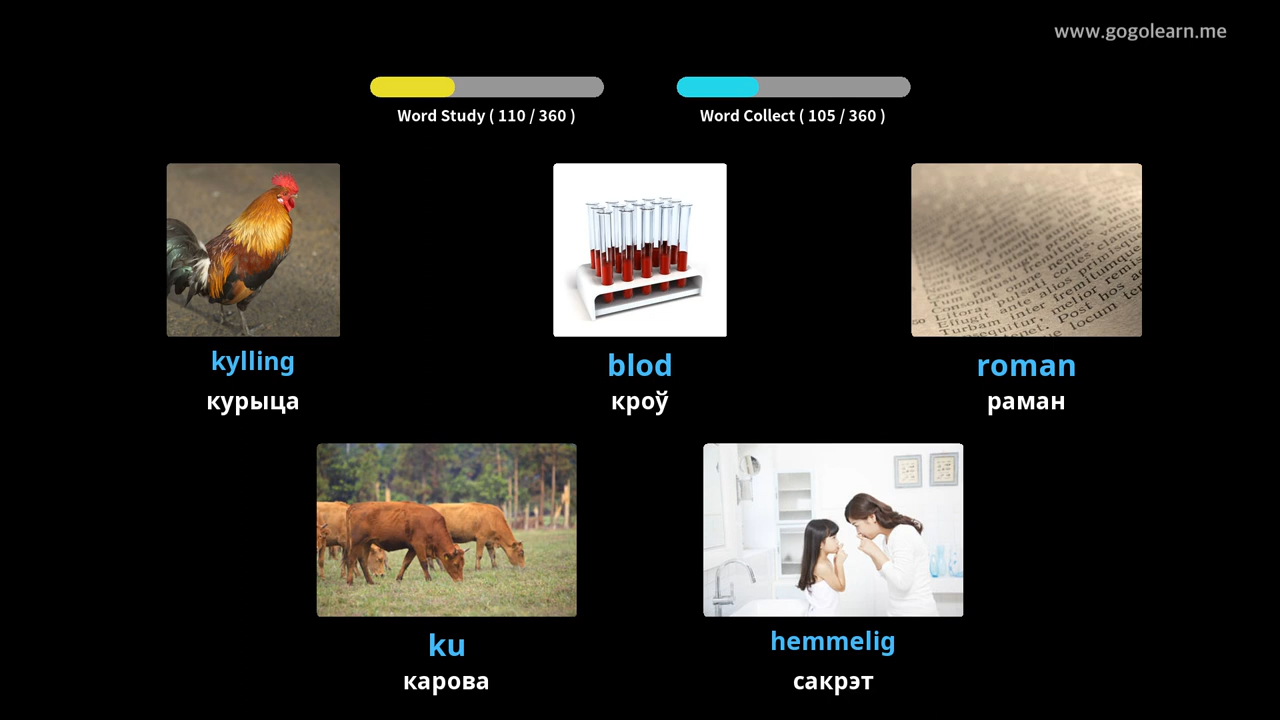 www.gogolearn.me
Word Study ( 110 / 360 )
Word Collect ( 105 / 360 )
kylling
курыца
blod
кроў
roman
раман
ku
карова
hemmelig
сакрэт